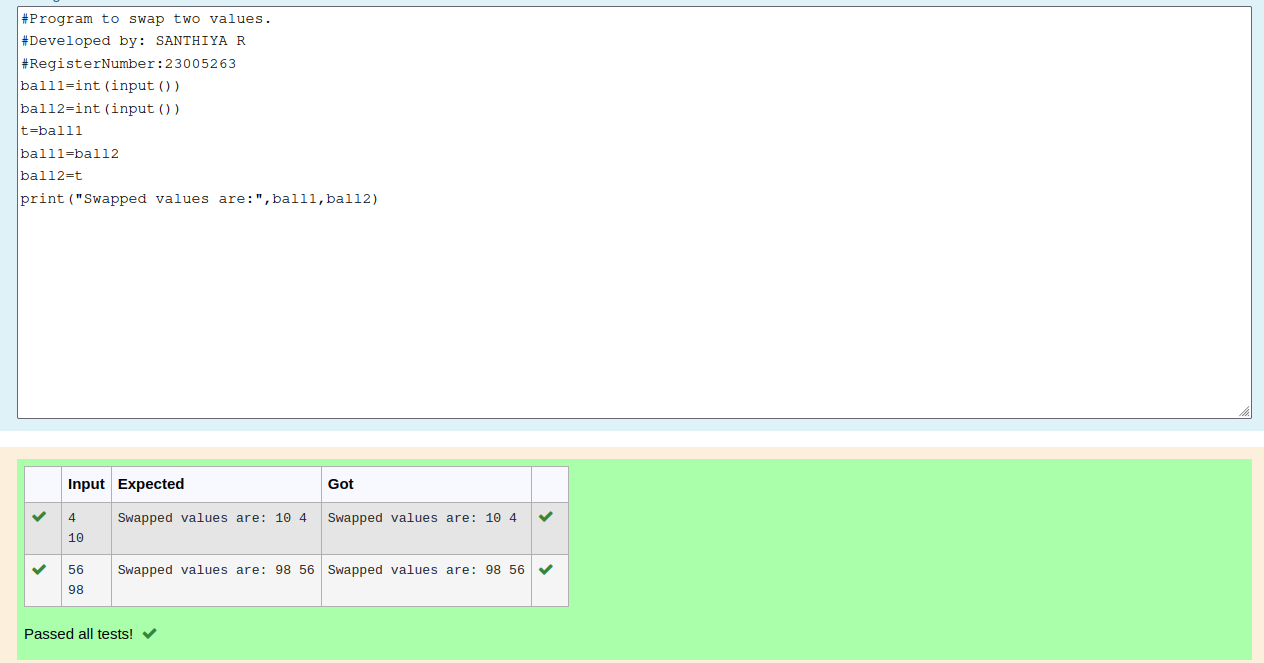 #Program to swap two values.
#Developed by: SANTHIYA R
#RegisterNumber:23005263
ball1=int(input())
ball2=int(input())
t=ball1
ball1=ball2
ball2=t
print("Swapped values are:",ball1,ball2)
Input Expected Got
4 Swapped values are: 10 4 Swapped values are: 10 4
10
56 Swapped values are: 98 56 Swapped values are: 98 56
98
Passed all tests!